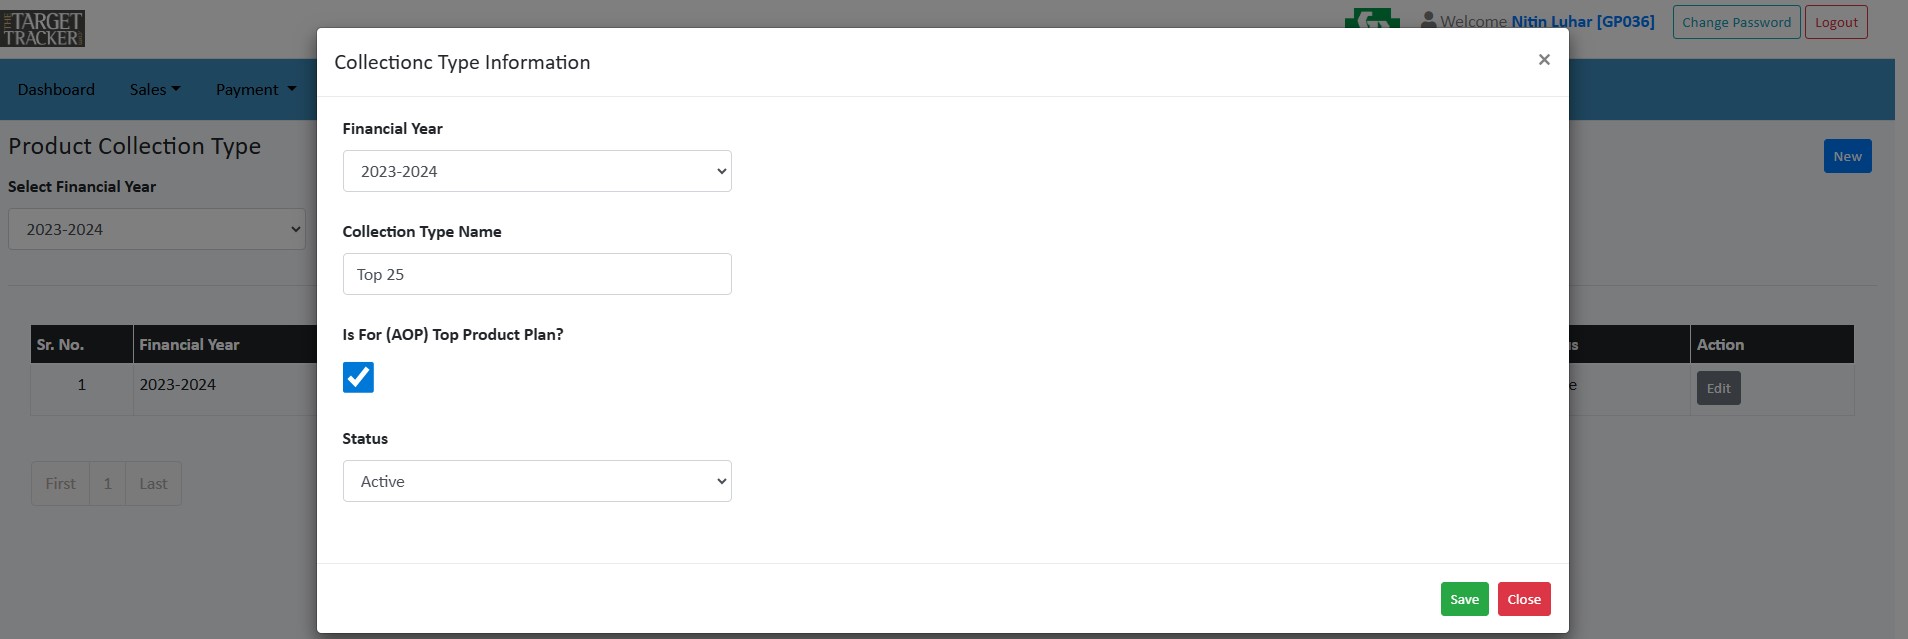 THE TARGET TRACKER
Welcome Nitin Luhar [GP036]
Change Password
Logout
Dashboard
Sales
Payment
Product Collection Type
New
Select Financial Year
2023-2024
Sr. No.
Financial Year
Action
1
2023-2024
Edit
First
1
Last
Collectionc Type Information
×
Financial Year
2023-2024
Collection Type Name
Top 25
Is For (AOP) Top Product Plan?
Status
Active
Save
Close